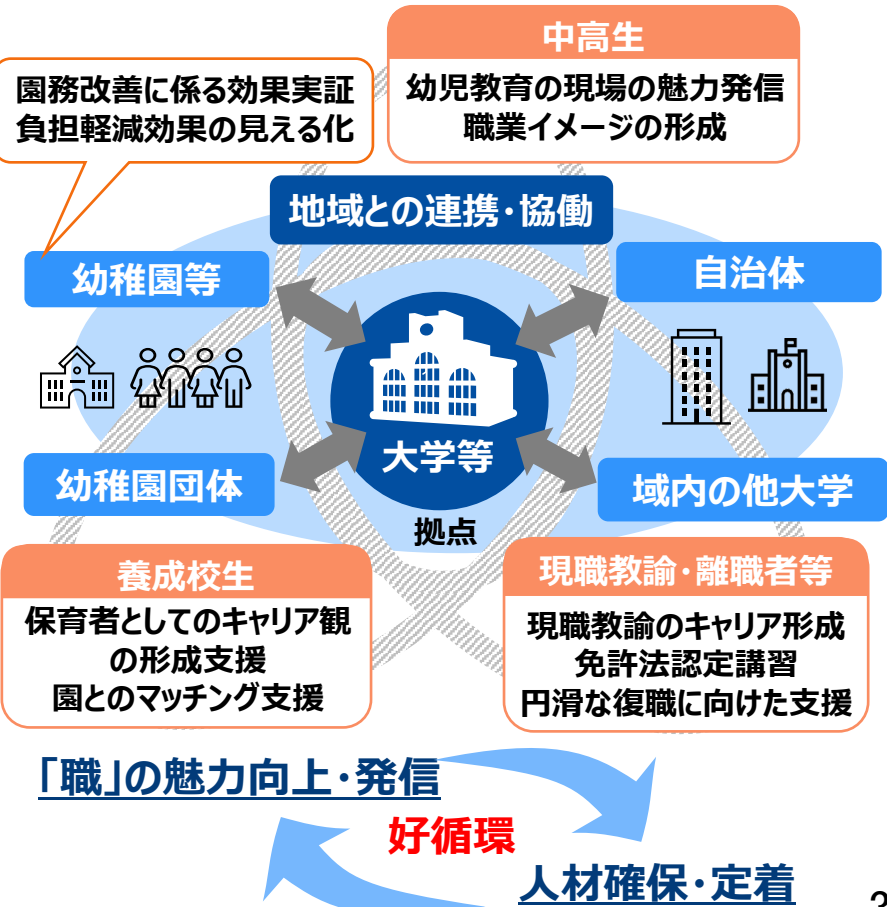 中高生
幼児教育の現場の魅力発信
職業イメージの形成
園務改善に係る効果実証
負担軽減効果の見える化
地域との連携・協働
幼稚園等
自治体
大学等
幼稚園団体
域内の他大学
拠点
養成校生
保育者としてのキャリア観
の形成支援
園とのマッチング支援
現職教諭・離職者等
現職教諭のキャリア形成
免許法認定講習
円滑な復職に向けた支援
「職」の魅力向上・発信
好循環
人材確保・定着